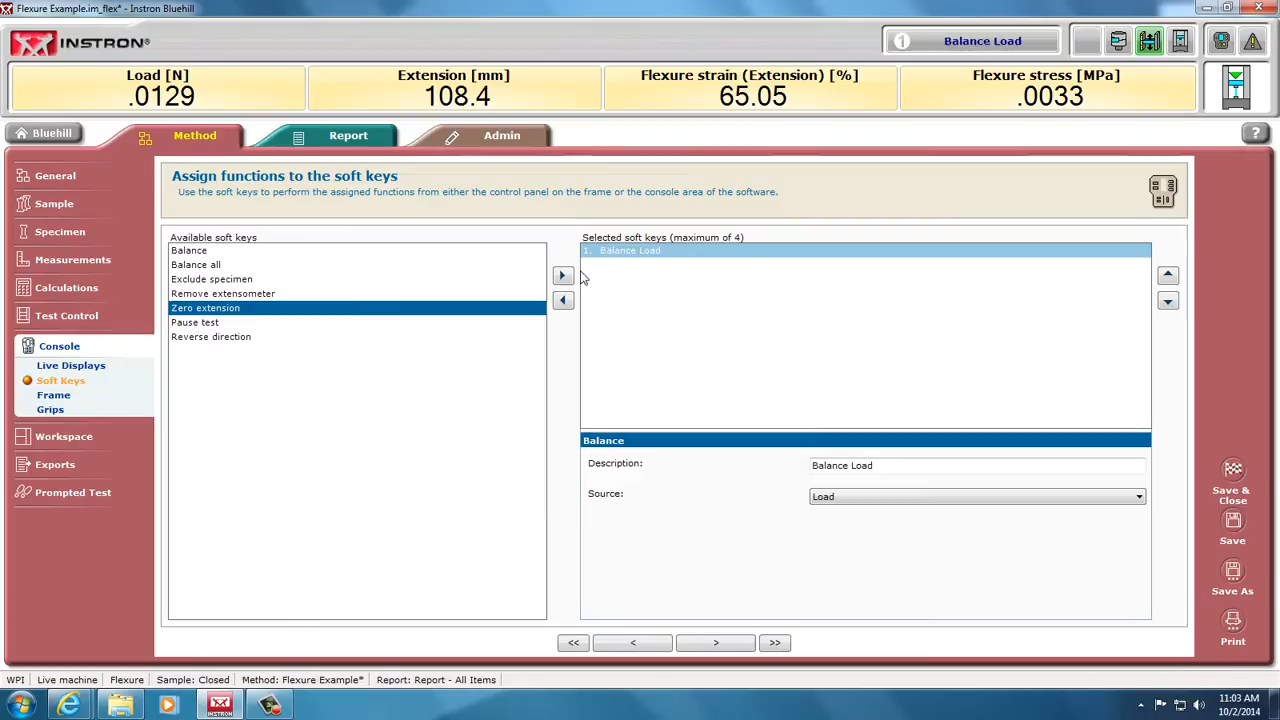 Flexure Example.im_flex* - Instron Bluehill
INSTRON®
1 Balance Load
Load [N]
.0129
Extension [mm]
108.4
Flexure strain (Extension) [%]
65.05
Flexure stress [MPa]
.0033
Bluehill
Method
Report
Admin
?
General
Sample
Specimen
Measurements
Calculations
Test Control
Console
Live Displays
Soft Keys
Frame
Grips
Workspace
Exports
Prompted Test
Assign functions to the soft keys
Use the soft keys to perform the assigned functions from either the control panel on the frame or the console area of the software.
Available soft keys
Balance
Balance all
Exclude specimen
Remove extensometer
Zero extension
Pause test
Reverse direction
Selected soft keys (maximum of 4)
1. Balance Load
Balance
Description:
Balance Load
Source:
Load
<<
<
>
>>
Save &
Close
Save
Save As
Print
WPI
Live machine
Flexure
Sample: Closed
Method: Flexure Example*
Report: Report - All Items
INSTRON
11:03 AM
10/2/2014